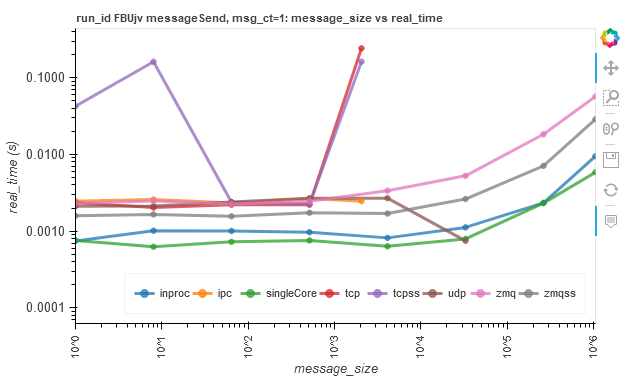 run_id FBUjv messageSend, msg_ct=1: message_size vs real_time
real_time (s)
0.1000
0.0100
0.0010
0.0001
inproc ipc singleCore tcp tcpss udp zmq zmqss
10^0 10^1 10^2 10^3 10^4 10^5 10^6
message_size